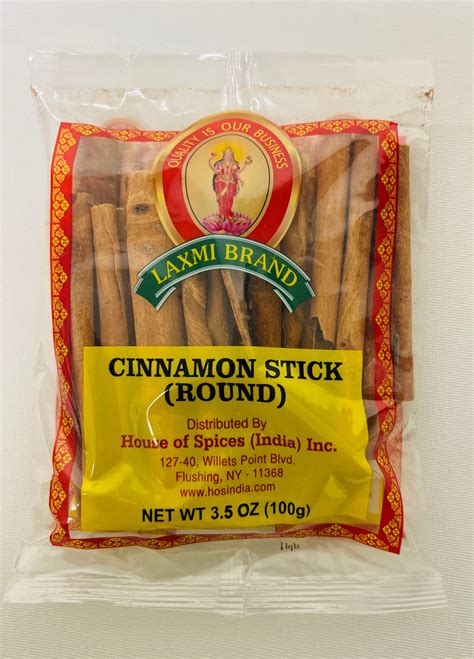 QUALITY IS OUR BUSINESS
LAXMI BRAND
CINNAMON STICK
(ROUND)
Distributed By
House of Spices (India) Inc.
127-40, Willets Point Blvd.
Flushing, NY - 11368
www.hosindia.com
NET WT 3.5 OZ (100g)